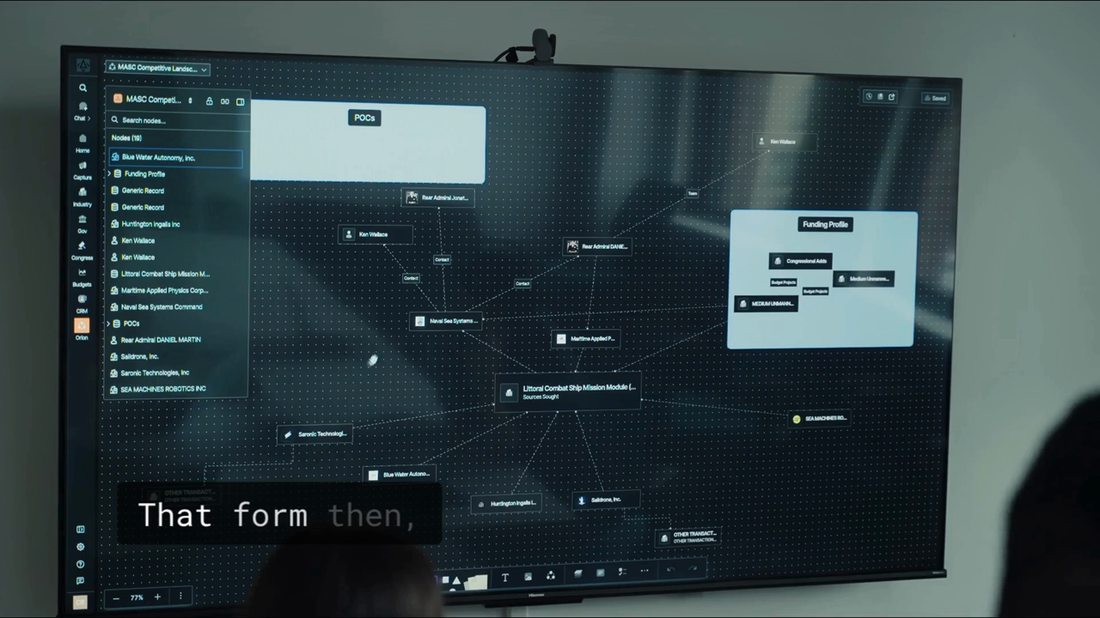 MASC Competitive Landsc...
MASC Competi...
Search nodes...
Nodes (19)
Blue Water Autonomy, Inc.
Funding Profile
Generic Record
Generic Record
Huntington Ingalls Inc
Ken Wallace
Ken Wallace
Littoral Combat Ship Mission M...
Maritime Applied Physics Corp...
Naval Sea Systems Command
POCs
Rear Admiral DANIEL MARTIN
Saildrone, Inc.
Saronic Technologies, Inc
SEA MACHINES ROBOTICS INC
Chat
Home
Capture
Industry
Gov
Congress
Budgets
CRM
Orion
77%
Saved
POCs
Ken Wallace
Team
Rear Admiral Jonat...
Ken Wallace
Rear Admiral DANIE...
Contact
Contact
Contact
Funding Profile
Congressional Adds
Medium Unmanne...
Budget Projects
Budget Projects
MEDIUM UNMANN...
Naval Sea Systems ...
Maritime Applied P...
Littoral Combat Ship Mission Module (...
Sources Sought
SEA MACHINES RO...
Saronic Technologi...
Blue Water Autono...
Huntington Ingalls I...
Saildrone, Inc.
OTHER TRANSACT...
OTHER TRANSACT...
OTHER TRANSACTION...
That form then,
Hisense